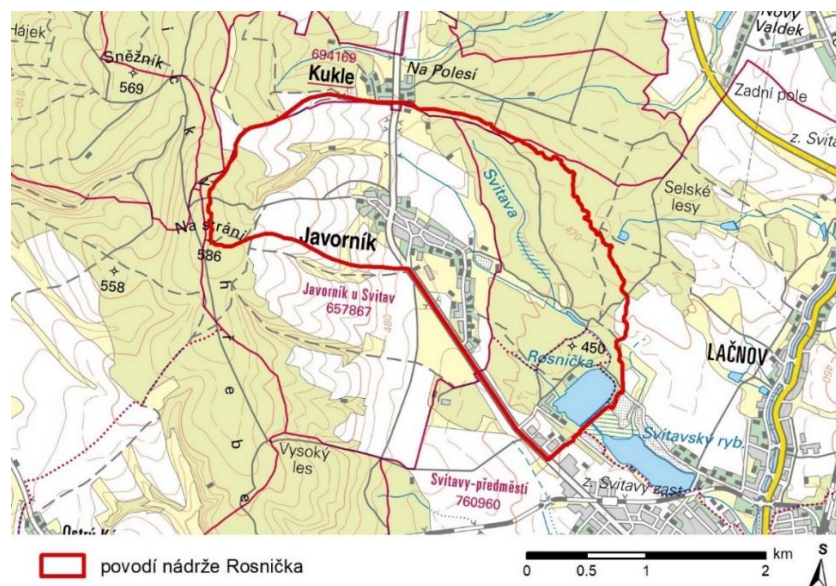 Hájek
Sněžník
569
694169
Kukle
Na Polesí
Nový
Valdek
Zadní pole
Svitava
Selské
lesy
470
Na stráni
586
558
Javorník
Javorník u Svitav
657867
480
450
Rosnička
LAČNOV
Svitavský ryb.
Vysoký
les
Svitavy-předměstí
760960
z. Svitavy zast.
h
ř
e
b
e
povodí nádrže Rosnička
0 0.5 1 2
km
S